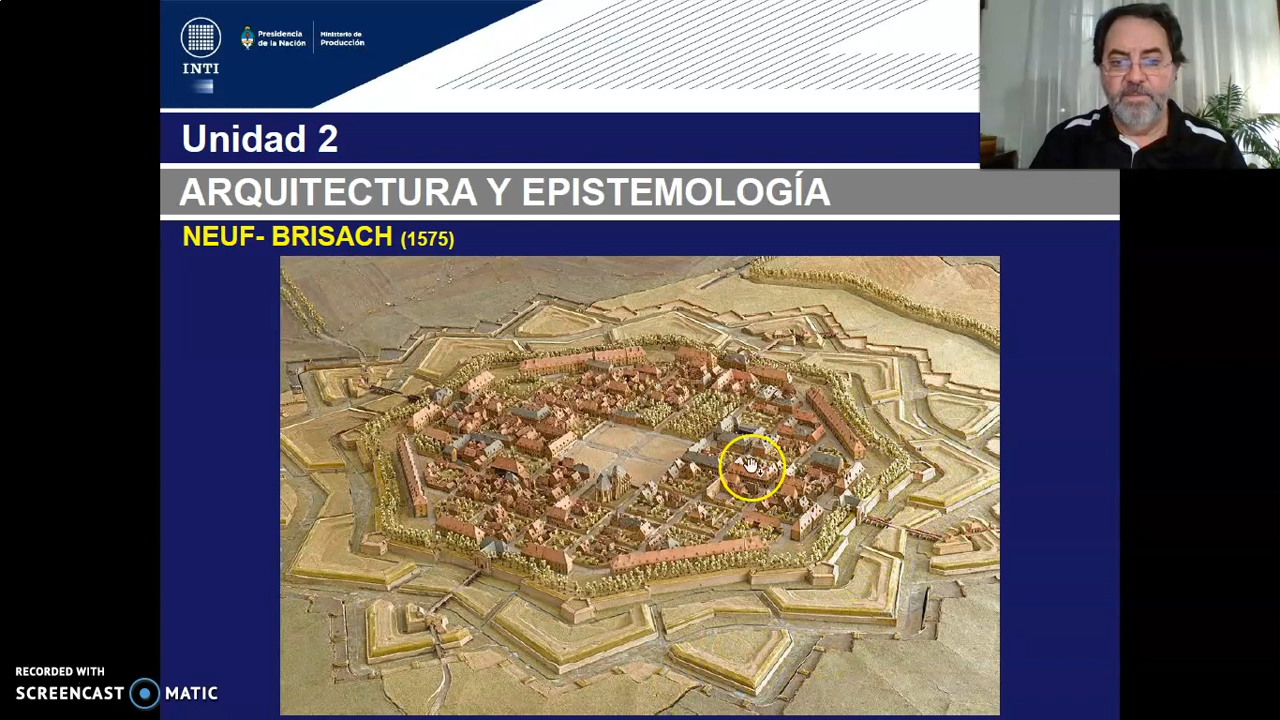 INTI
Presidencia
de la Nación
Ministerio de
Producción
Unidad 2
ARQUITECTURA Y EPISTEMOLOGÍA
NEUF- BRISACH (1575)
RECORDED WITH
SCREENCAST MATIC